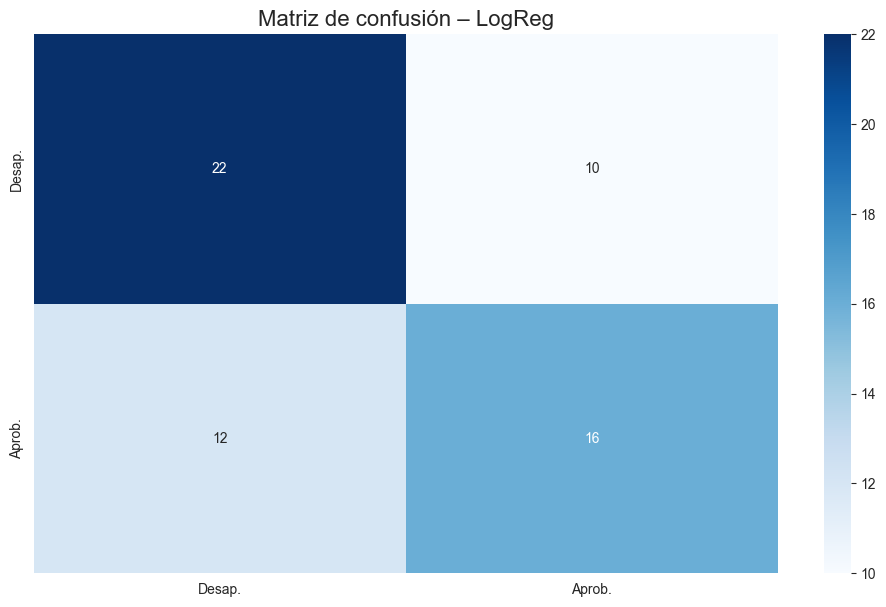 Matriz de confusión – LogReg
Desap.
22
10
Aprob.
12
16
Desap.
Aprob.
22
20
18
16
14
12
10